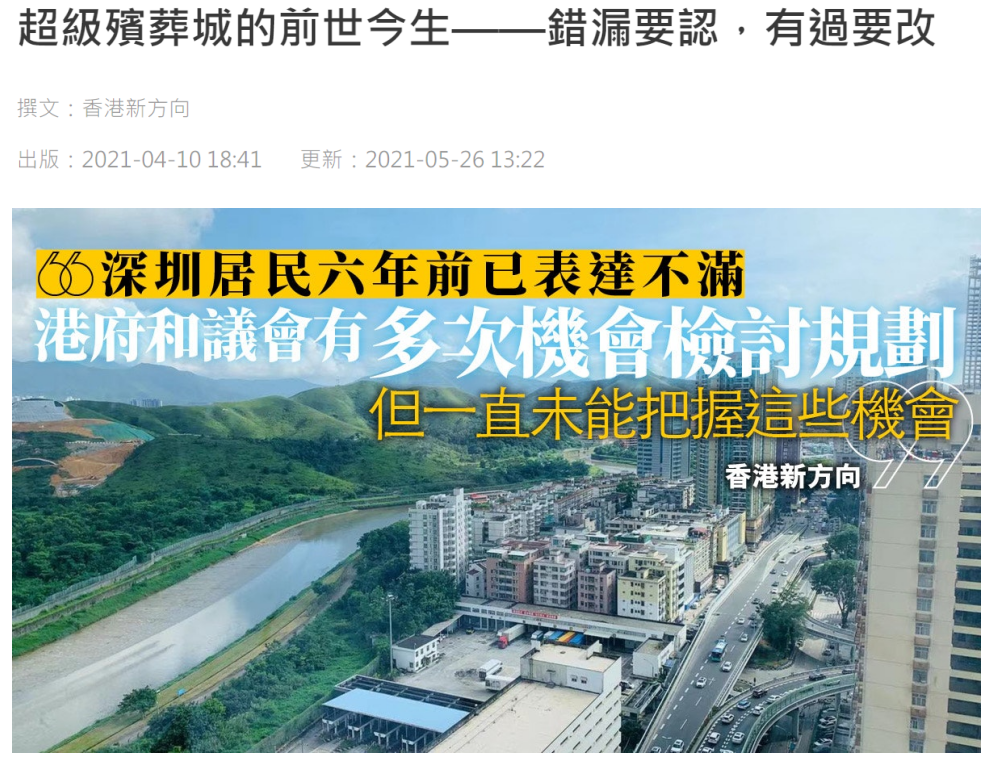 超級殯葬城的前世今生——錯漏要認，有過要改
撰文：香港新方向
出版：2021-04-10 18:41 更新：2021-05-26 13:22
深圳居民六年前已表達不滿
港府和議會有多次機會檢討規劃
但一直未能把握這些機會
香港新方向